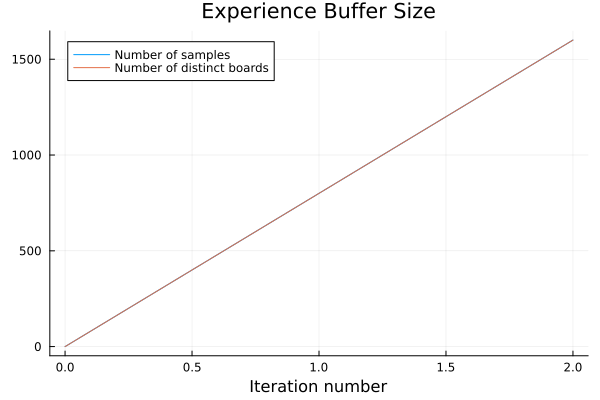 Experience Buffer Size
Number of samples
Number of distinct boards
1500
1000
500
0
0.0 0.5 1.0 1.5 2.0
Iteration number